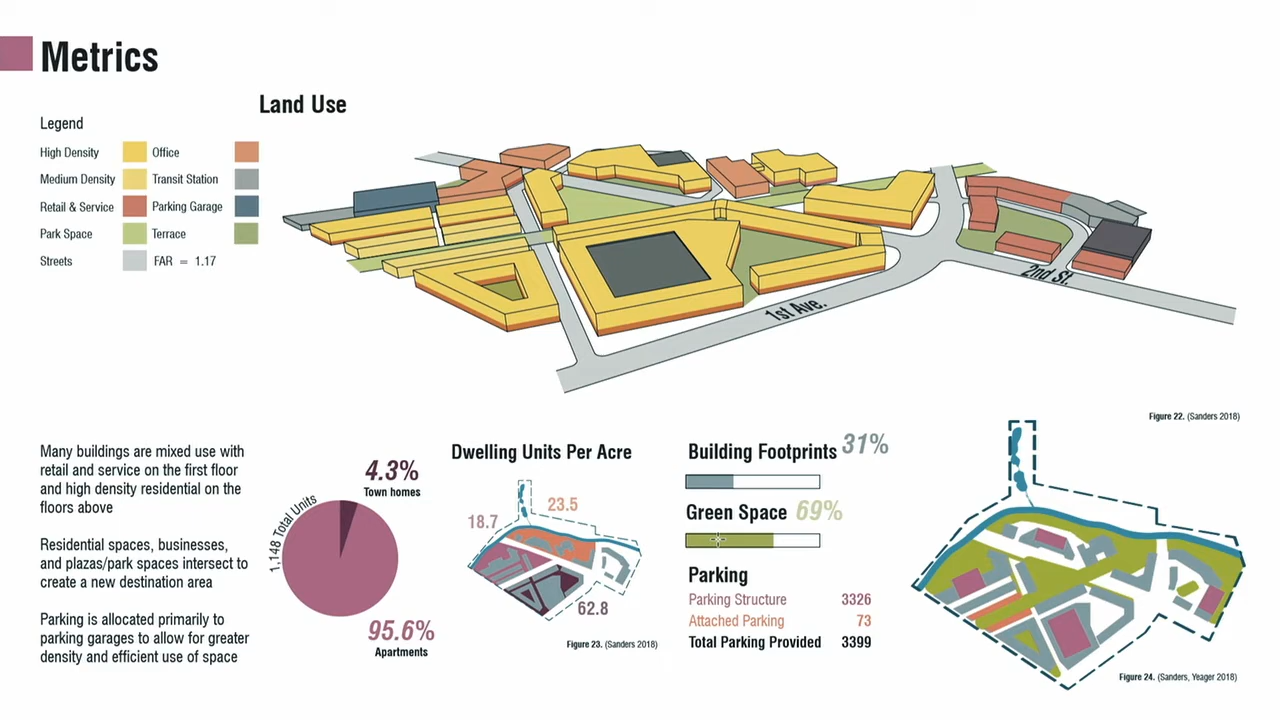 Metrics
Land Use
Legend
High Density
Office
Medium Density
Transit Station
Retail & Service
Parking Garage
Park Space
Terrace
Streets
FAR = 1.17
1st Ave.
2nd St.
Figure 22. (Sanders 2018)
Many buildings are mixed use with
retail and service on the first floor
and high density residential on the
floors above
Residential spaces, businesses,
and plazas/park spaces intersect to
create a new destination area
Parking is allocated primarily to
parking garages to allow for greater
density and efficient use of space
4.3%
Town homes
1,148 Total Units
95.6%
Apartments
Dwelling Units Per Acre
23.5
18.7
62.8
Figure 23. (Sanders 2018)
Building Footprints 31%
Green Space 69%
Parking
Parking Structure 3326
Attached Parking 73
Total Parking Provided 3399
Figure 24. (Sanders, Yeager 2018)